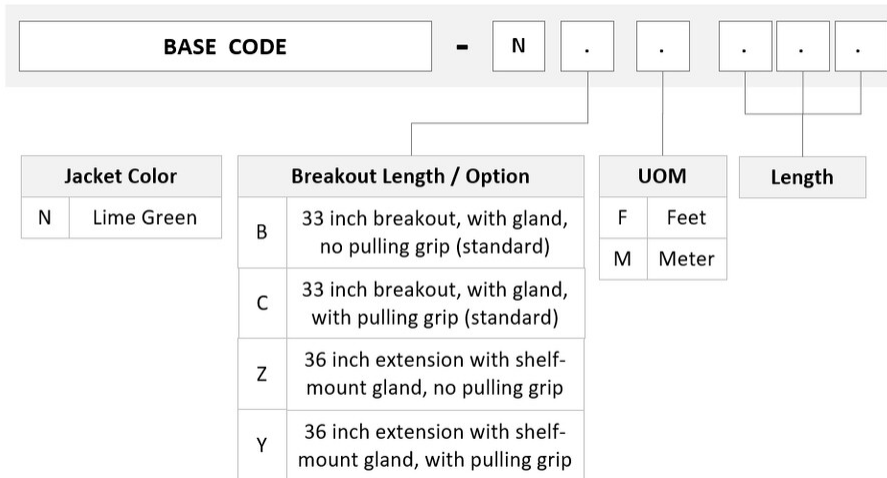 BASE CODE - N . . . . .
Jacket Color
N Lime Green
Breakout Length / Option
B 33 inch breakout, with gland,
no pulling grip (standard)
C 33 inch breakout, with gland,
with pulling grip (standard)
Z 36 inch extension with shelf-
mount gland, no pulling grip
Y 36 inch extension with shelf-
mount gland, with pulling grip
UOM
F Feet
M Meter
Length